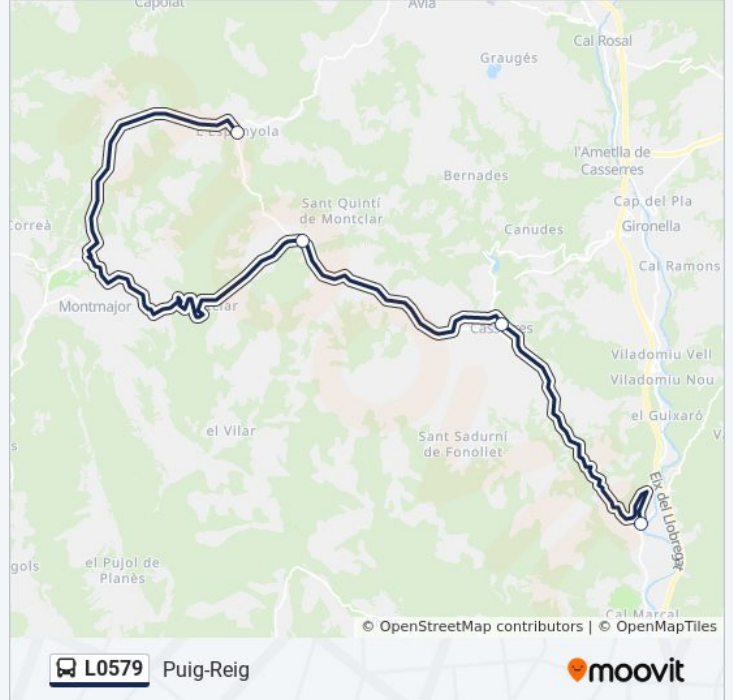 Capolat
Avià
Cal Rosal
Graugés
l'Ametlla de
Casserres
Bernades
Cap del Pla
Sant Quintí
de Montclar
Gironella
Canudes
Correà
Cal Ramons
Montmajor
Casserres
Viladomiu Vell
Viladomiu Nou
el Guixaró
el Vilar
Sant Sadurní
de Fonollet
Eix del Llobregat
el Pujol de
Planès
gols
Cal Marçal
© OpenStreetMap contributors | © OpenMapTiles
L0579 Puig-Reig
moovit